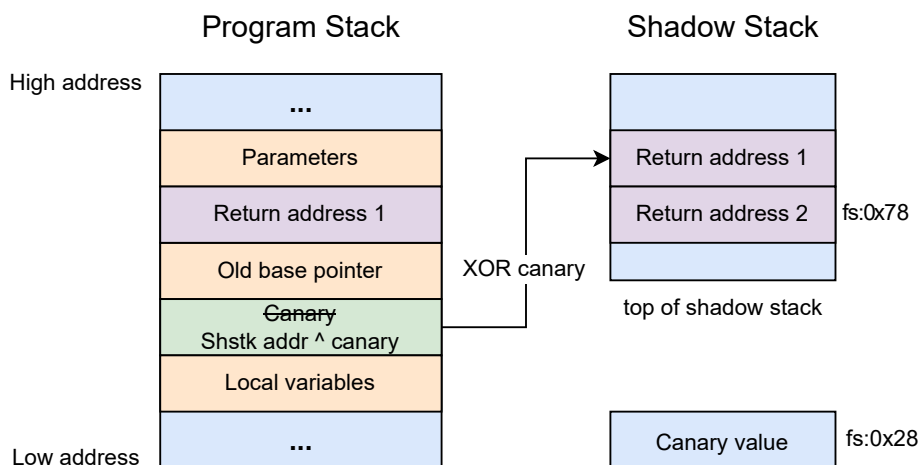 Program Stack
Shadow Stack
High address
...
Parameters
Return address 1
Return address 1
Return address 2
fs:0x78
Old base pointer
XOR canary
Canary
Shstk addr ^ canary
top of shadow stack
Local variables
...
Canary value
fs:0x28
Low address